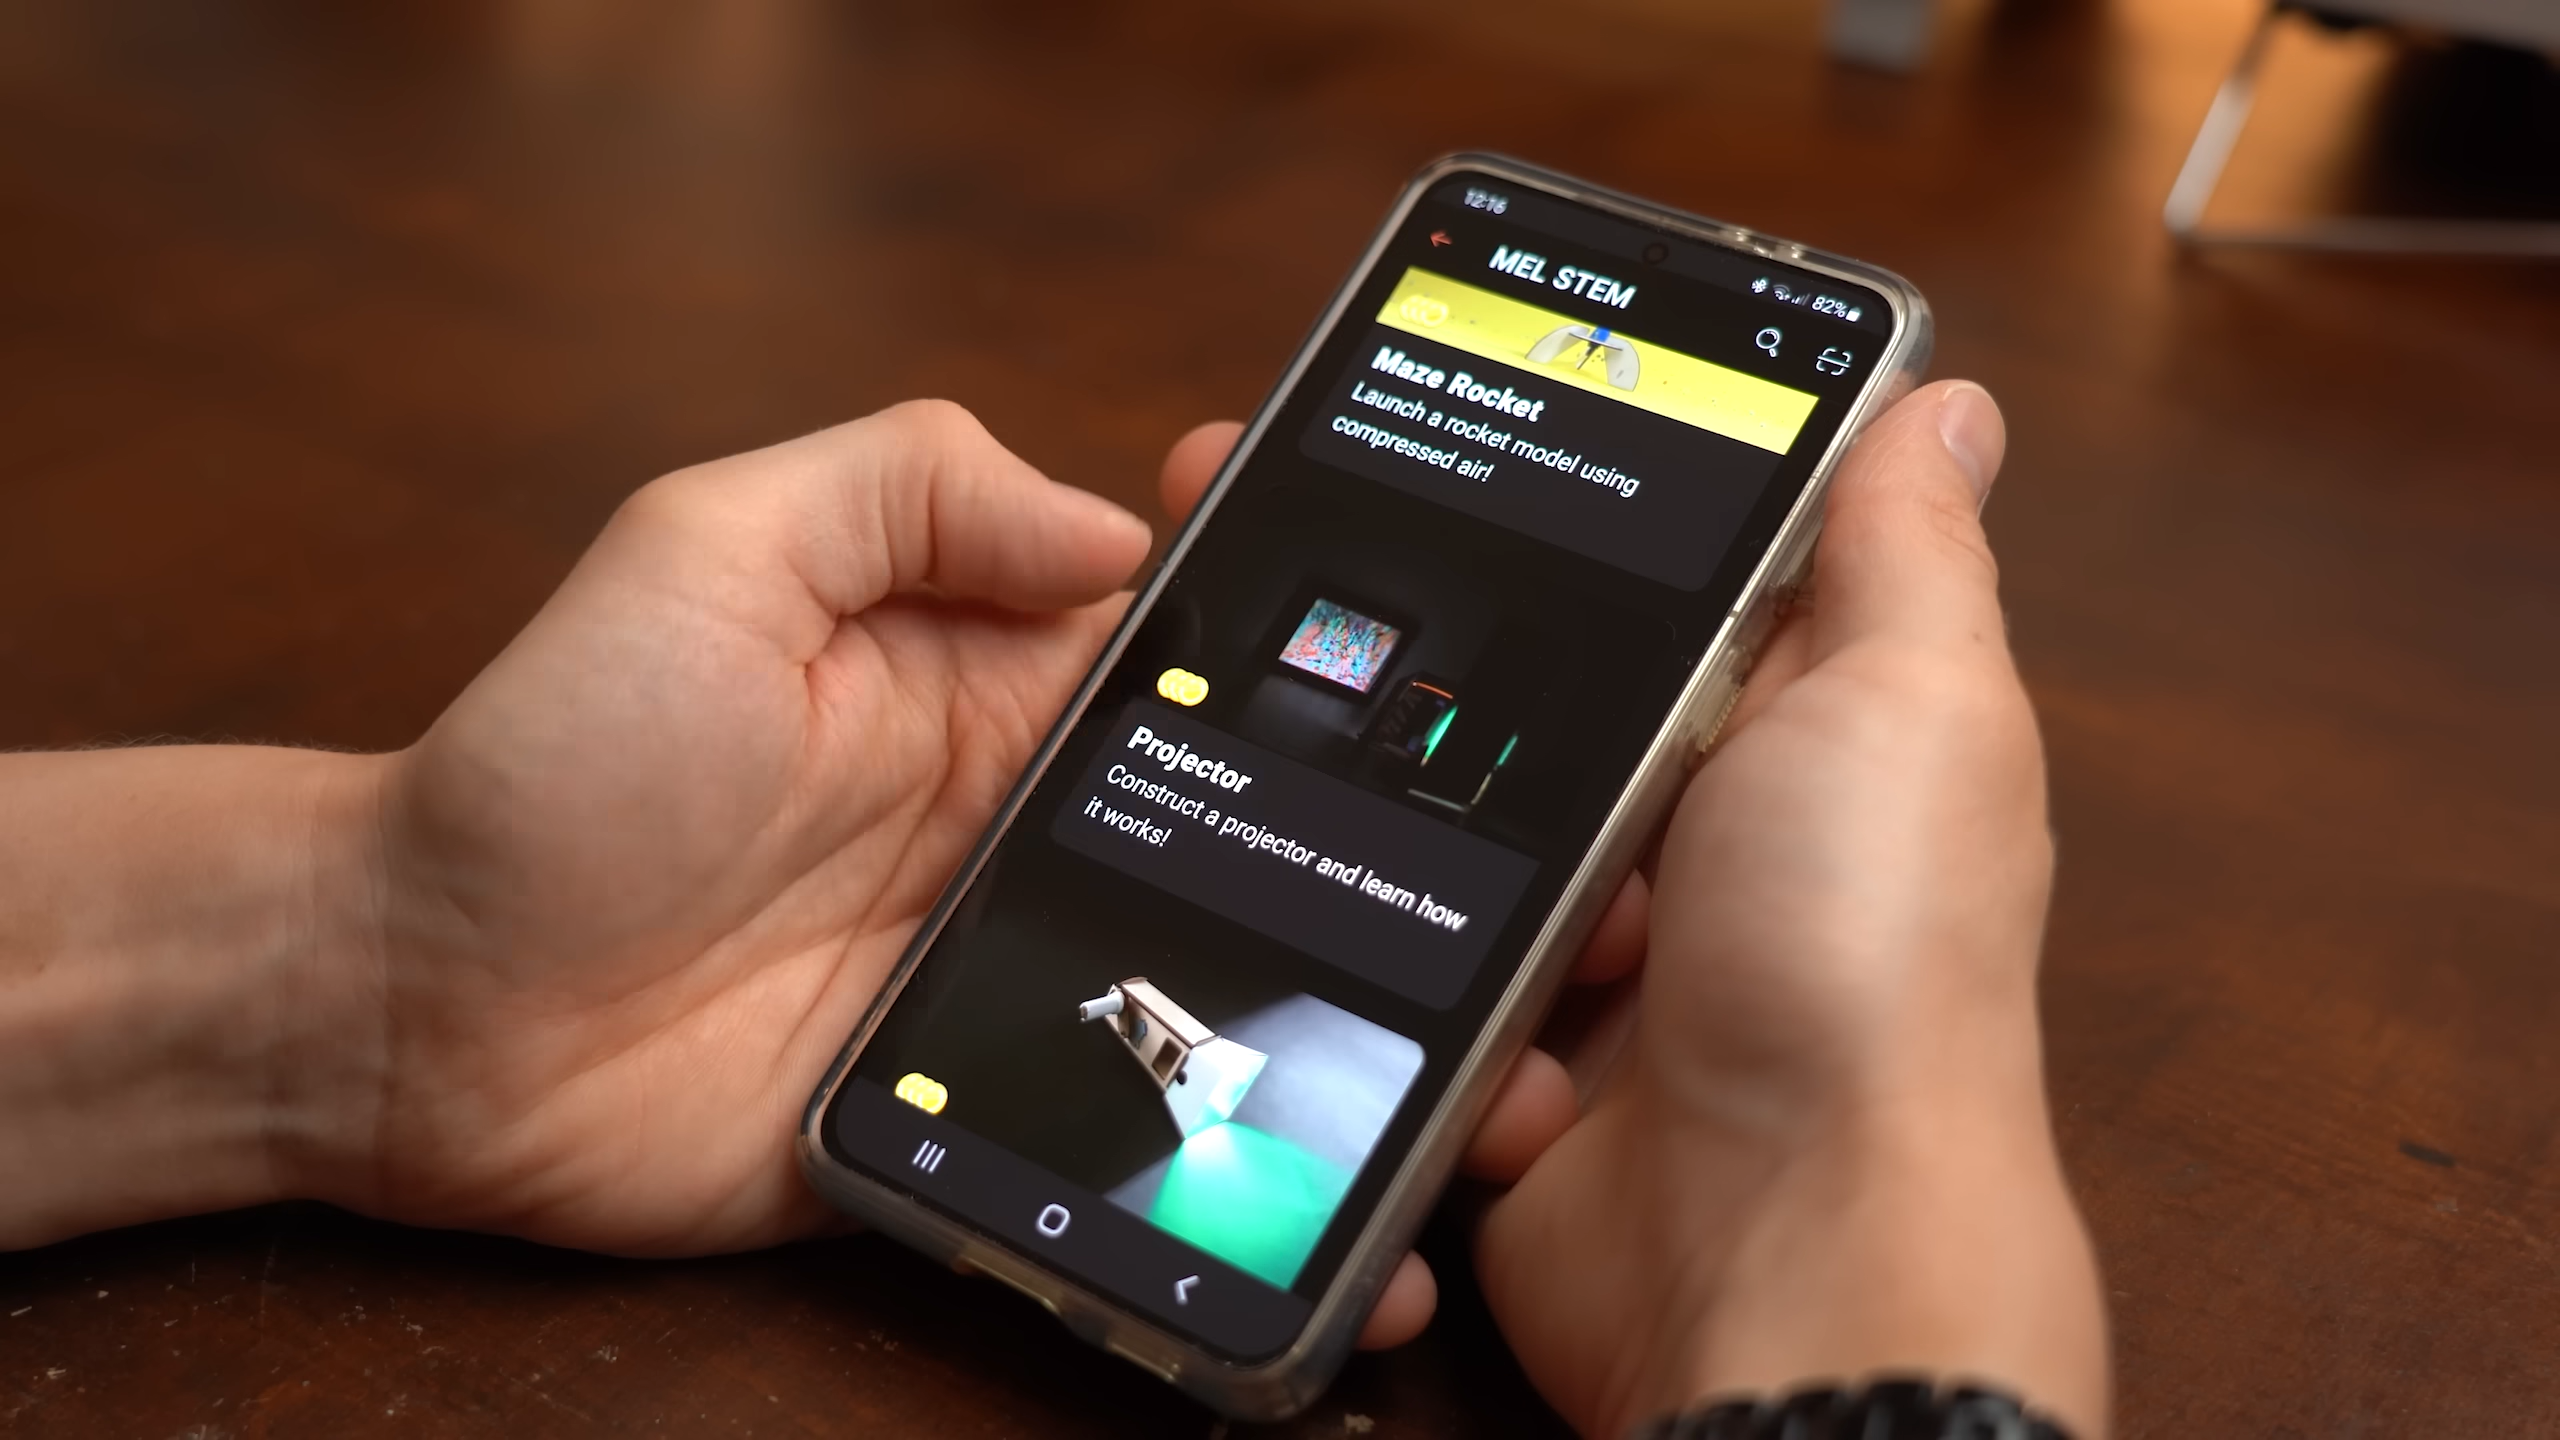 12:16
82%
MEL STEM
Maze Rocket
Launch a rocket model using
compressed air!
Projector
Construct a projector and learn how
it works!